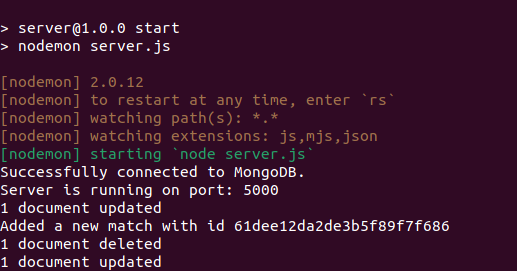 > server@1.0.0 start
> nodemon server.js
[nodemon] 2.0.12
[nodemon] to restart at any time, enter `rs`
[nodemon] watching path(s): *.*
[nodemon] watching extensions: js,mjs,json
[nodemon] starting `node server.js`
Successfully connected to MongoDB.
Server is running on port: 5000
1 document updated
Added a new match with id 61dee12da2de3b5f89f7f686
1 document deleted
1 document updated